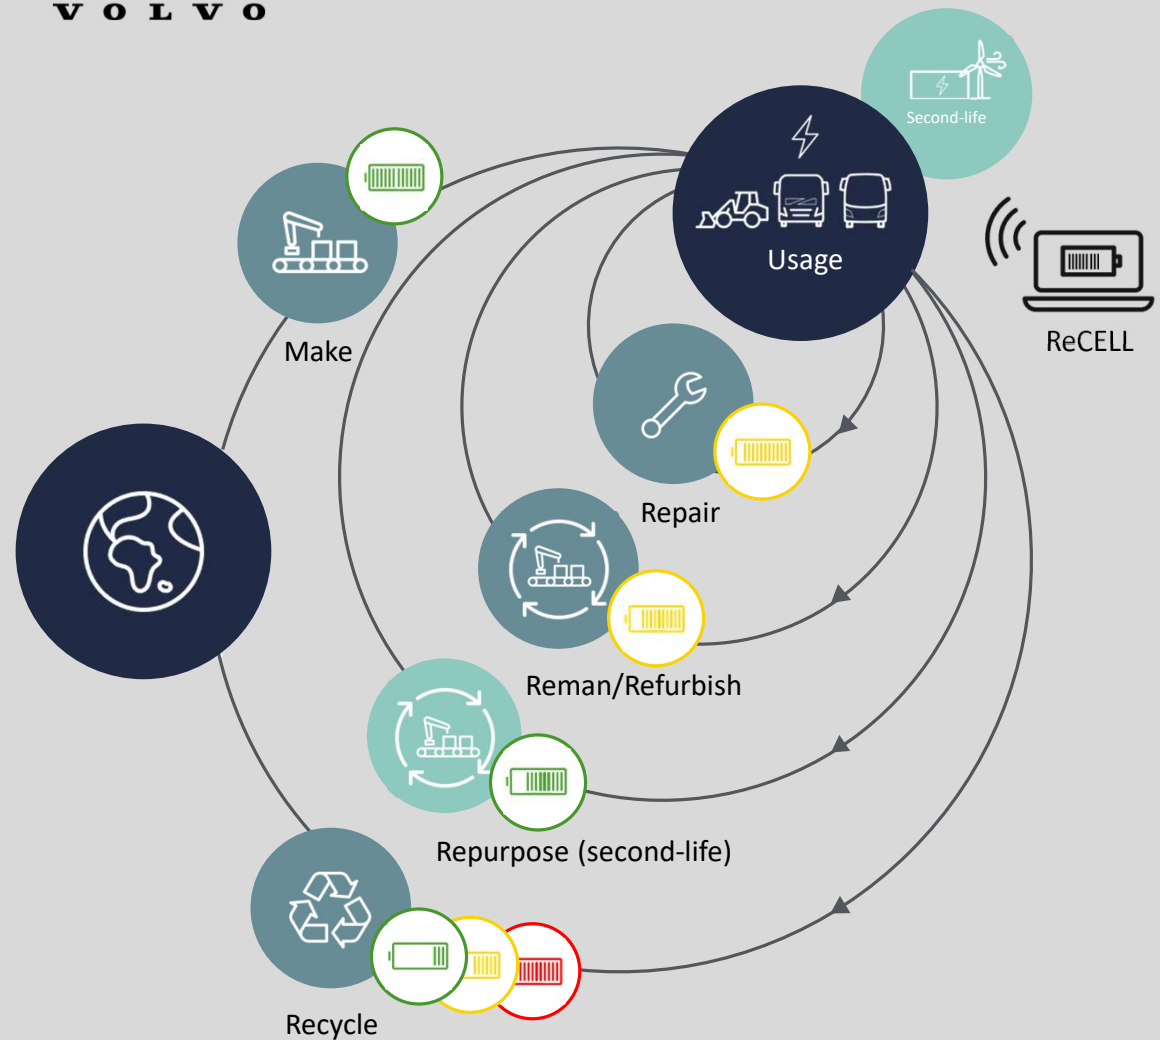 VOLVO
Second-life
Usage
ReCELL
Make
Repair
Reman/Refurbish
Repurpose (second-life)
Recycle